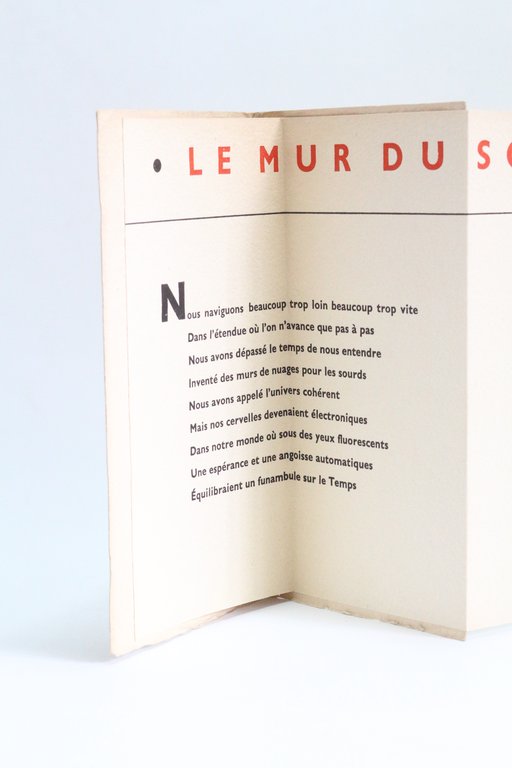 • LE MUR DU
Nous naviguons beaucoup trop loin beaucoup trop vite
Dans l'étendue où l'on n'avance que pas à pas
Nous avons dépassé le temps de nous entendre
Inventé des murs de nuages pour les sourds
Nous avons appelé l'univers cohérent
Mais nos cervelles devenaient électroniques
Dans notre monde où sous des yeux fluorescents
Une espérance et une angoisse automatiques
Équilibraient un funambule sur le Temps